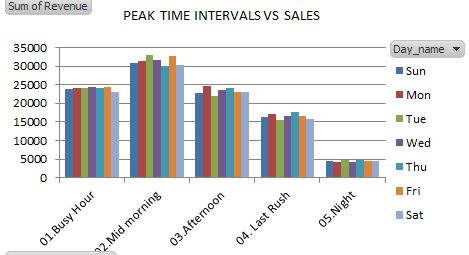 Sum of Revenue
PEAK TIME INTERVALS VS SALES
Day_name
35000
30000
25000
20000
15000
10000
5000
0
Sun
Mon
Tue
Wed
Thu
Fri
Sat
01.Busy Hour
02.Mid morning
03.Afternoon
04. Last Rush
05.Night